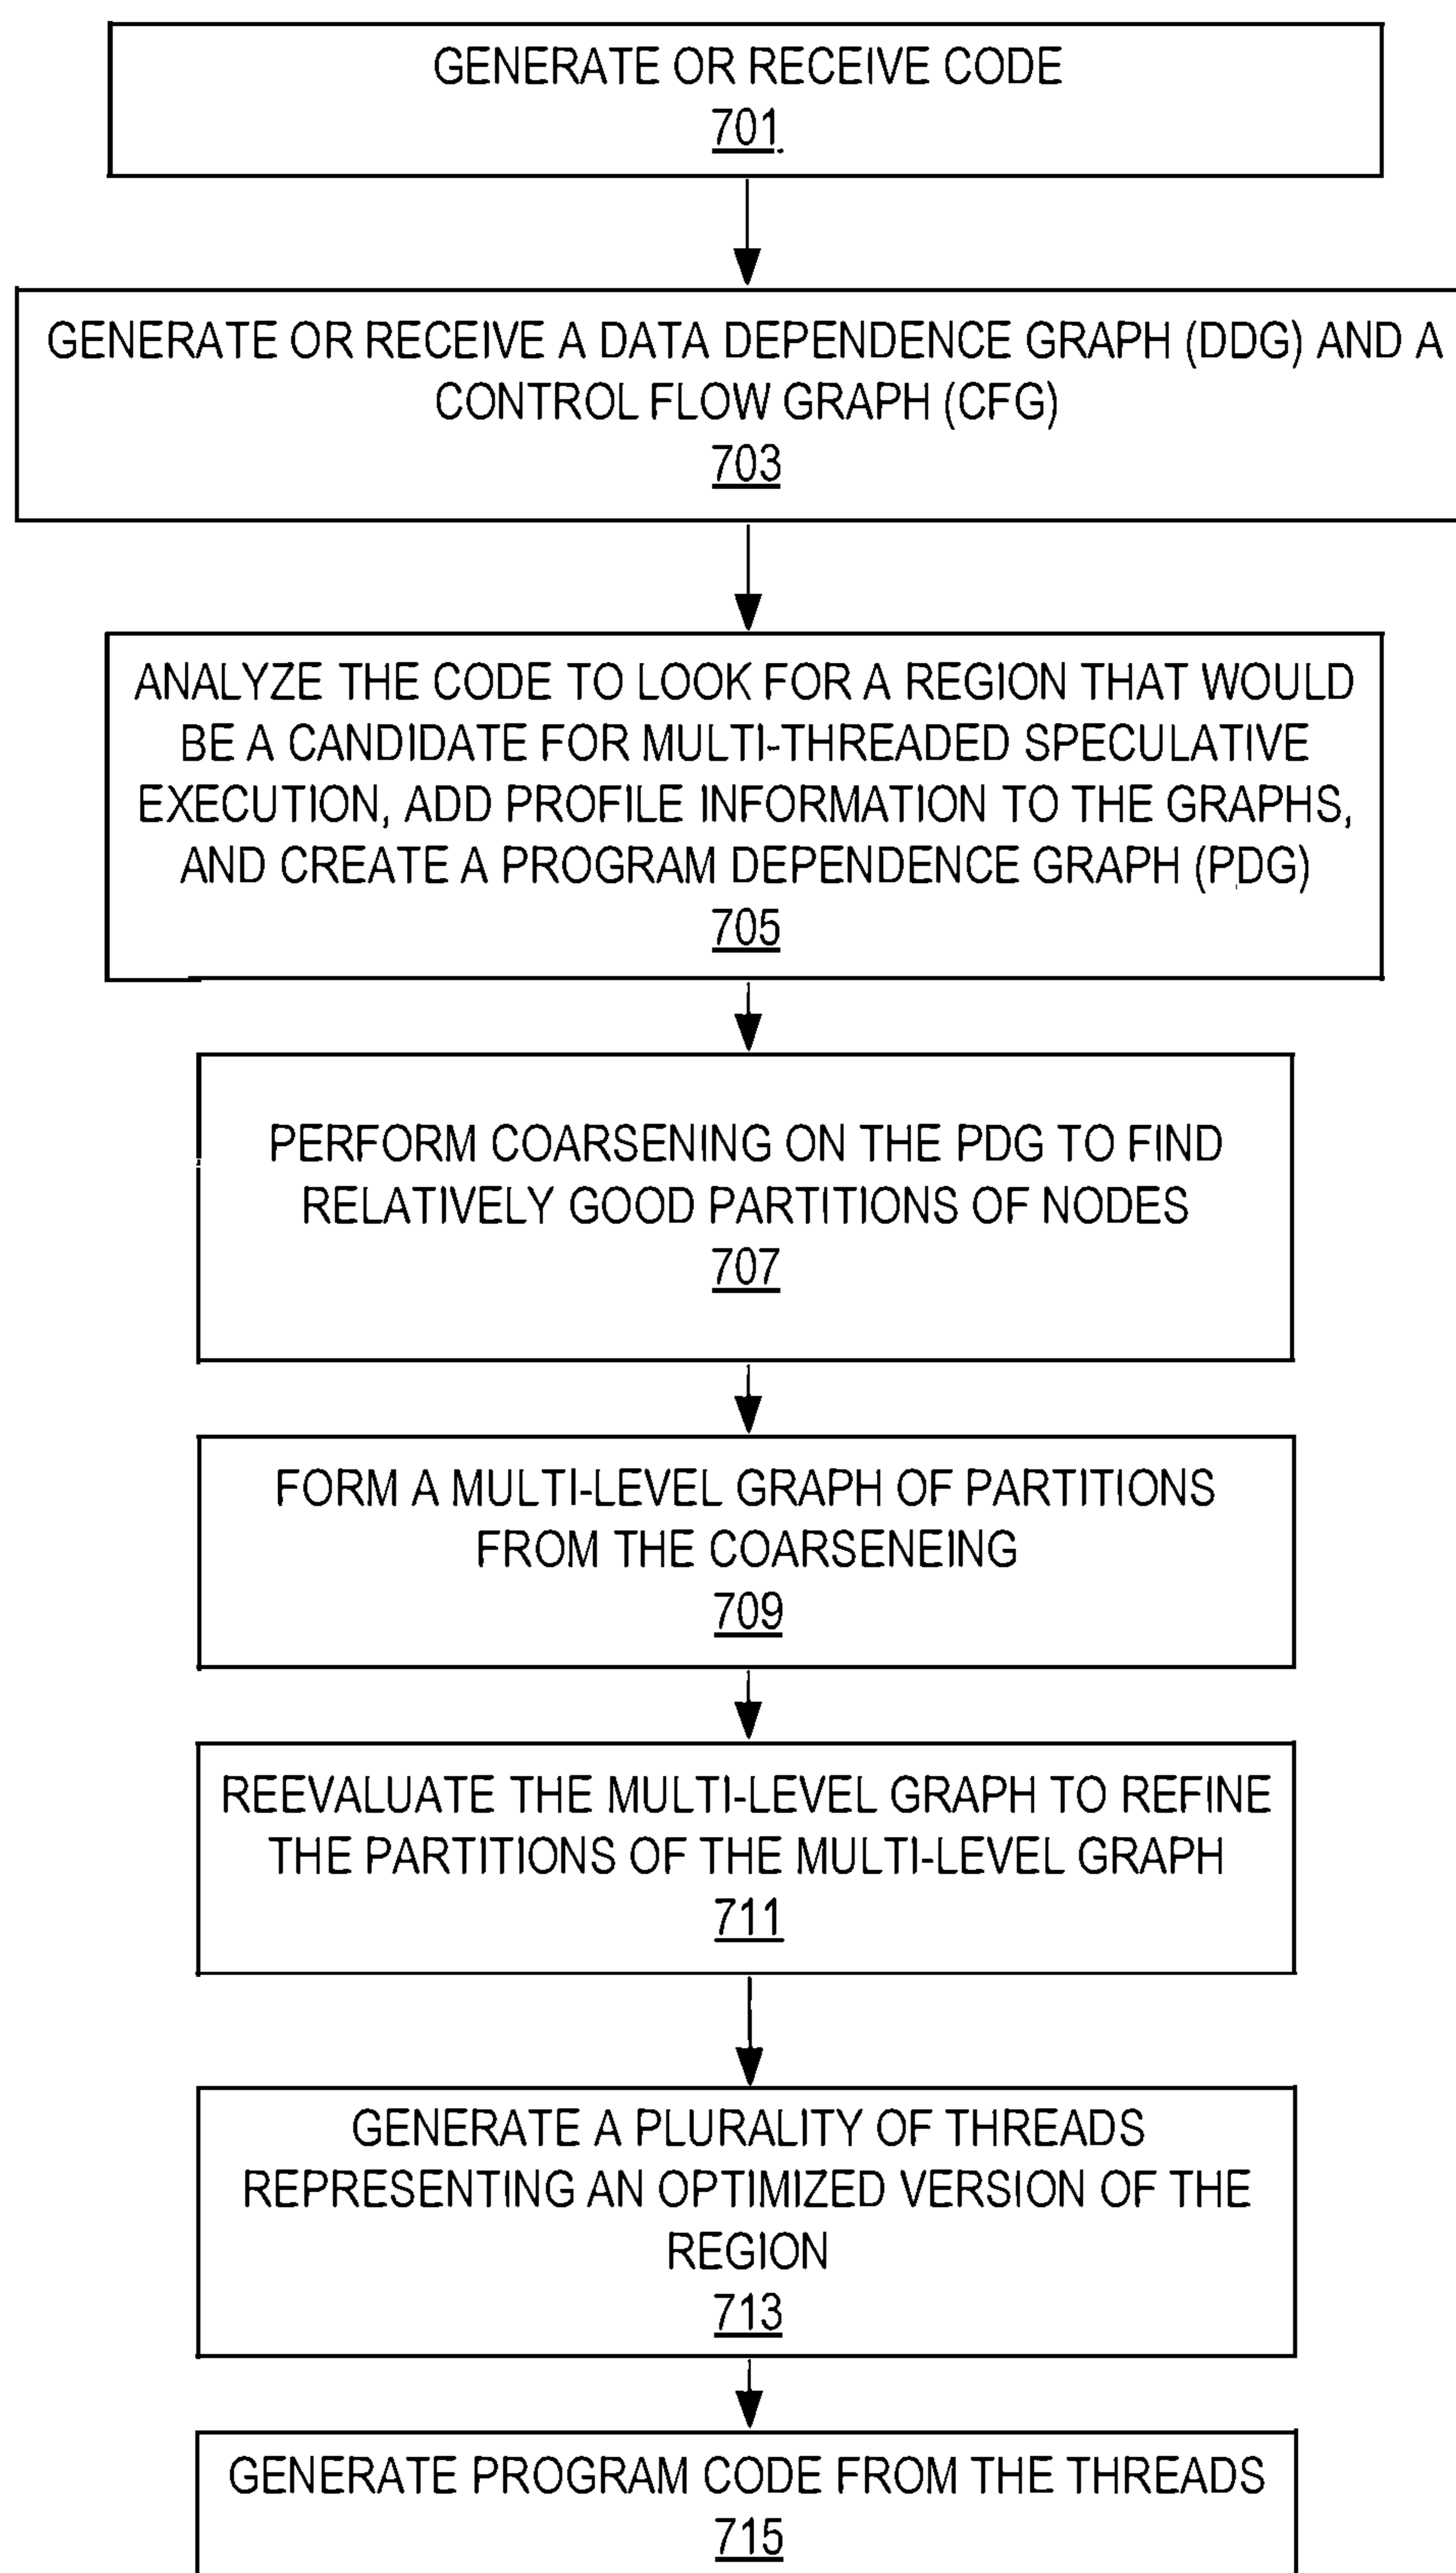 GENERATE OR RECEIVE CODE
701
GENERATE OR RECEIVE A DATA DEPENDENCE GRAPH (DDG) AND A
CONTROL FLOW GRAPH (CFG)
703
ANALYZE THE CODE TO LOOK FOR A REGION THAT WOULD
BE A CANDIDATE FOR MULTI-THREADED SPECULATIVE
EXECUTION, ADD PROFILE INFORMATION TO THE GRAPHS,
AND CREATE A PROGRAM DEPENDENCE GRAPH (PDG)
705
PERFORM COARSENING ON THE PDG TO FIND
RELATIVELY GOOD PARTITIONS OF NODES
707
FORM A MULTI-LEVEL GRAPH OF PARTITIONS
FROM THE COARSENEING
709
REEVALUATE THE MULTI-LEVEL GRAPH TO REFINE
THE PARTITIONS OF THE MULTI-LEVEL GRAPH
711
GENERATE A PLURALITY OF THREADS
REPRESENTING AN OPTIMIZED VERSION OF THE
REGION
713
GENERATE PROGRAM CODE FROM THE THREADS
715